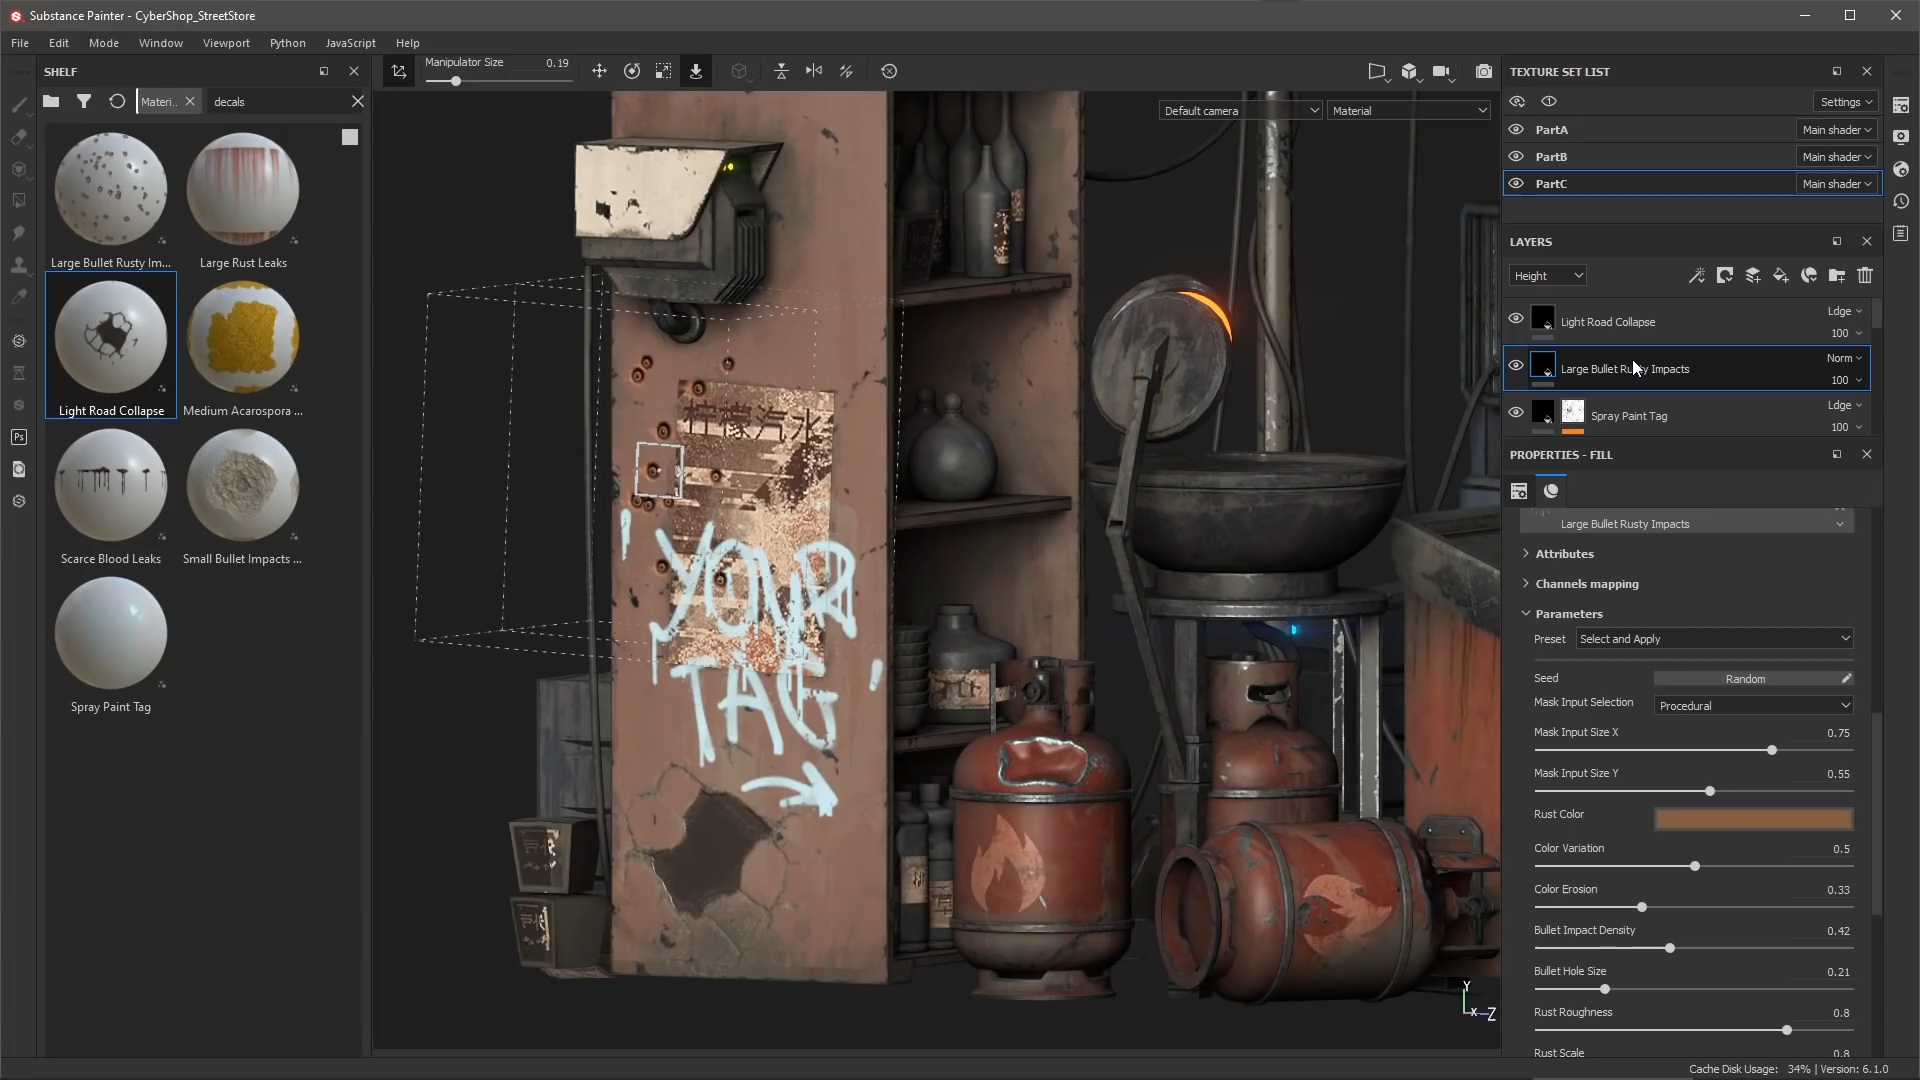 Substance Painter - CyberShop_StreetStore
File Edit Mode Window Viewport Python JavaScript Help
SHELF
Materi..
decals
Large Bullet Rusty Im...
Large Rust Leaks
Light Road Collapse
Medium Acarospora ...
Scarce Blood Leaks
Small Bullet Impacts ...
Spray Paint Tag
Ps
Manipulator Size 0.19
Default camera
Material
柠檬汽水
'YOUR
TAG'
Y
X
Z
TEXTURE SET LIST
Settings
PartA Main shader
PartB Main shader
PartC Main shader
LAYERS
Height
Light Road Collapse Ldge 100
Large Bullet Rusty Impacts Norm 100
Spray Paint Tag Ldge 100
PROPERTIES - FILL
Large Bullet Rusty Impacts
Attributes
Channels mapping
Parameters
Preset Select and Apply
Seed Random
Mask Input Selection Procedural
Mask Input Size X 0.75
Mask Input Size Y 0.55
Rust Color
Color Variation 0.5
Color Erosion 0.33
Bullet Impact Density 0.42
Bullet Hole Size 0.21
Rust Roughness 0.8
Rust Scale 0.8
Cache Disk Usage: 34% | Version: 6.1.0